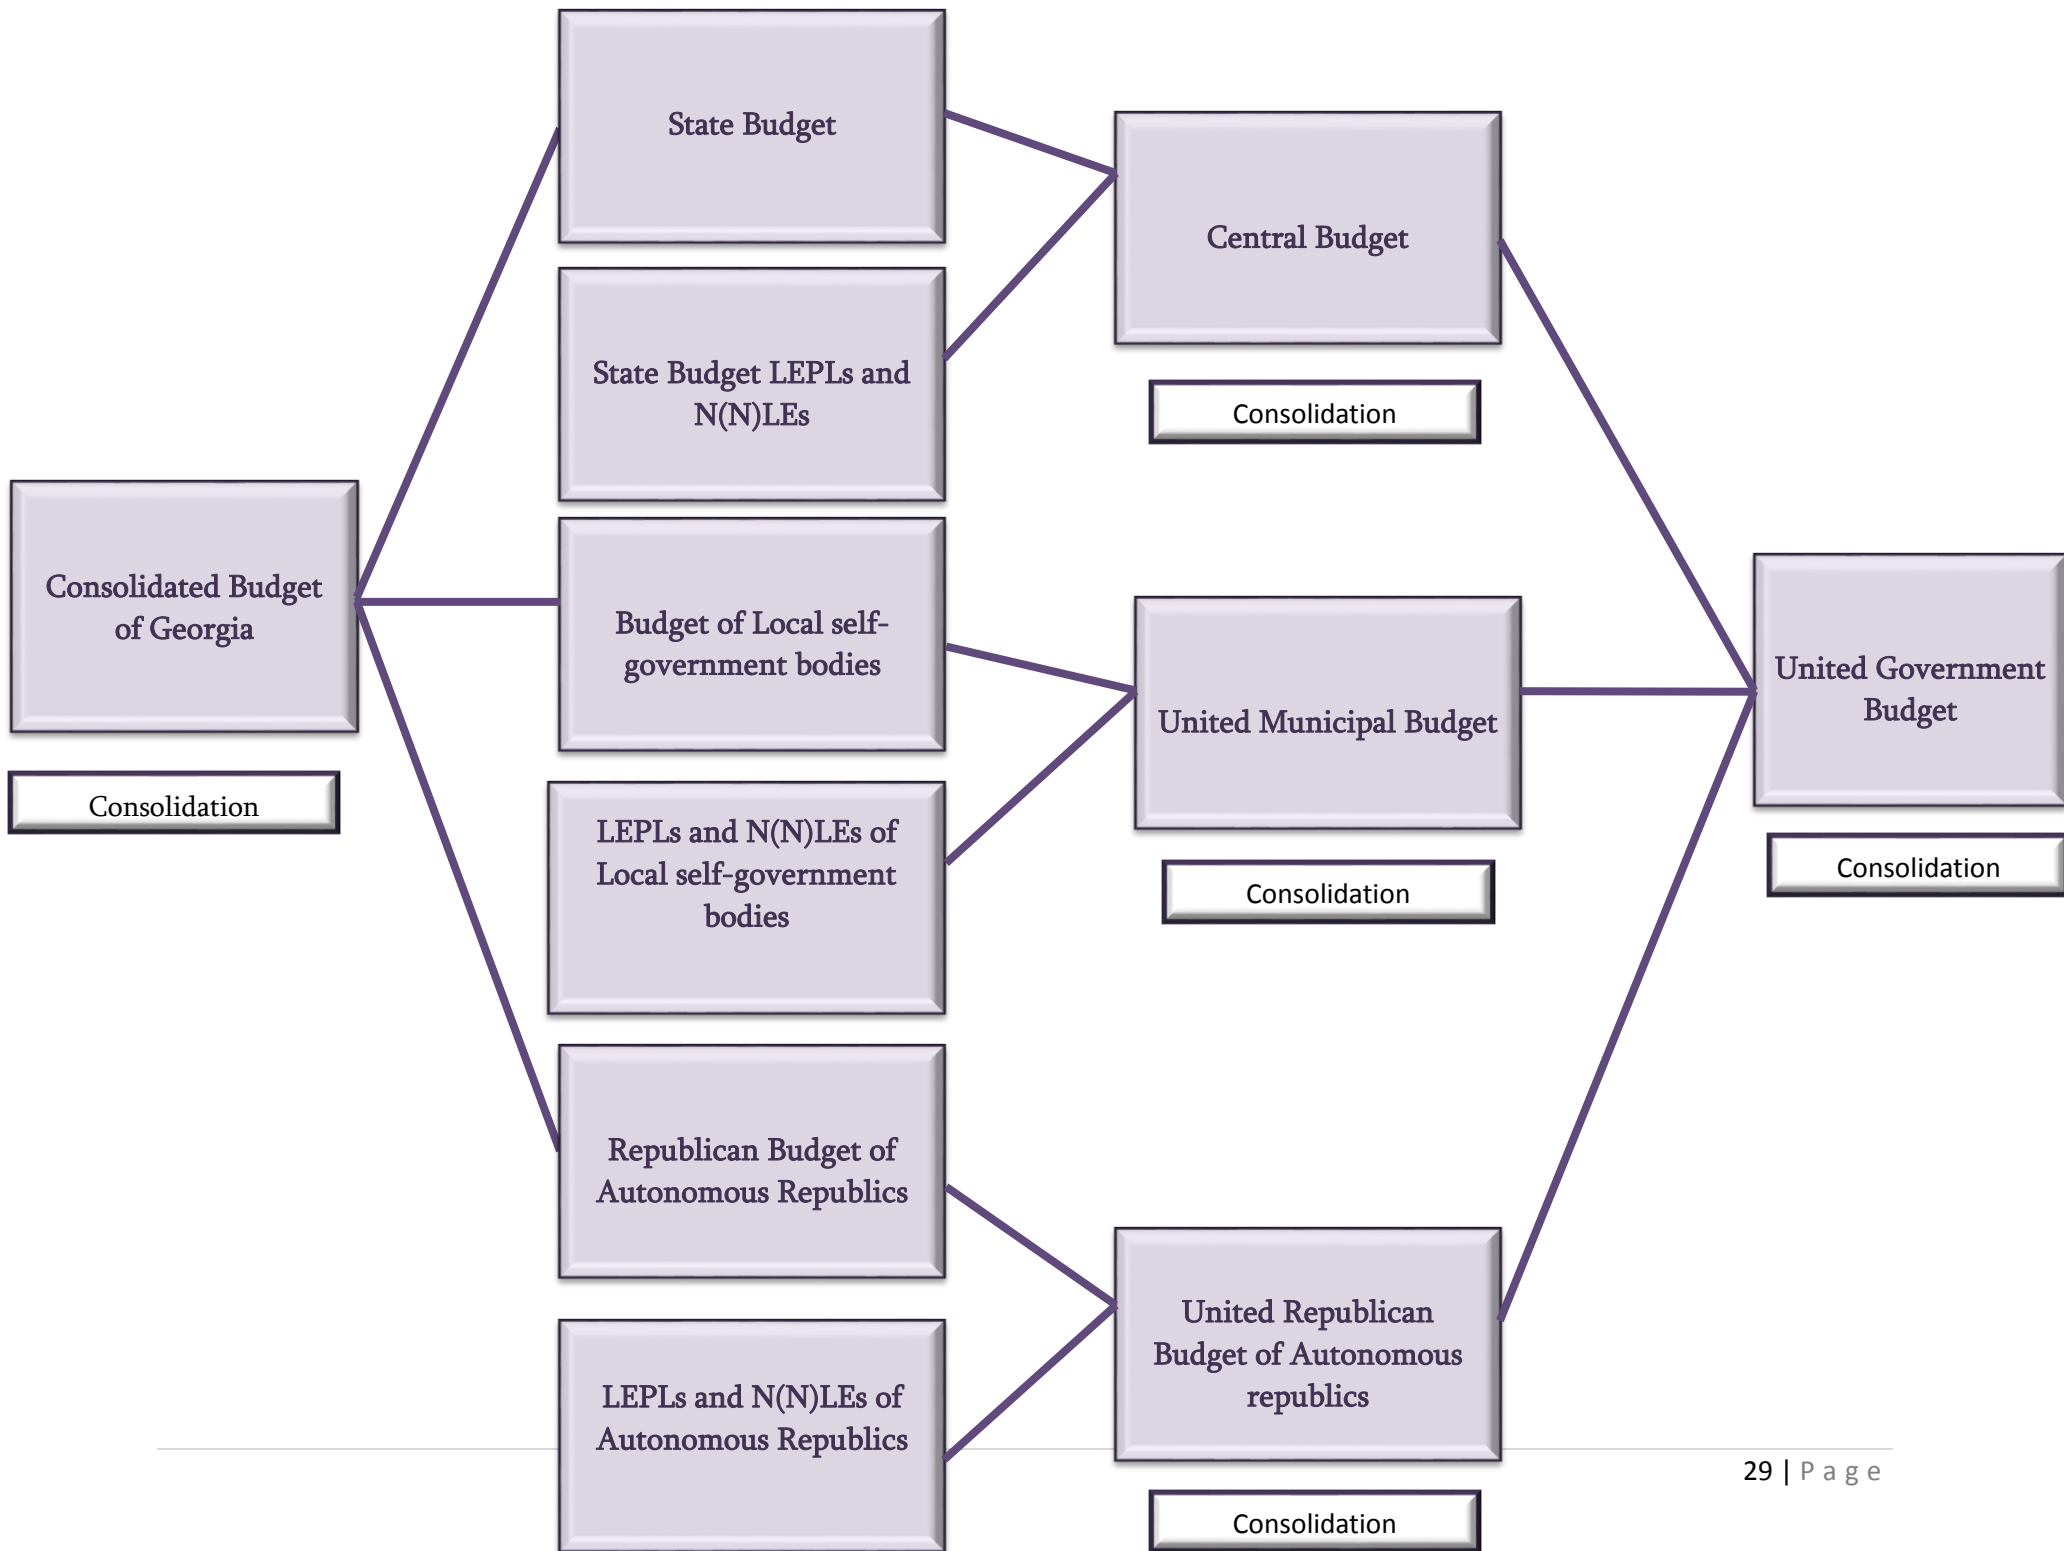 State Budget
Central Budget
State Budget LEPLs and
N(N)LEs
Consolidation
Consolidated Budget
of Georgia
Consolidation
Budget of Local self-
government bodies
United Municipal Budget
Consolidation
United Government
Budget
Consolidation
LEPLs and N(N)LEs of
Local self-government
bodies
Republican Budget of
Autonomous Republics
United Republican
Budget of Autonomous
republics
Consolidation
LEPLs and N(N)LEs of
Autonomous Republics
29 | Page